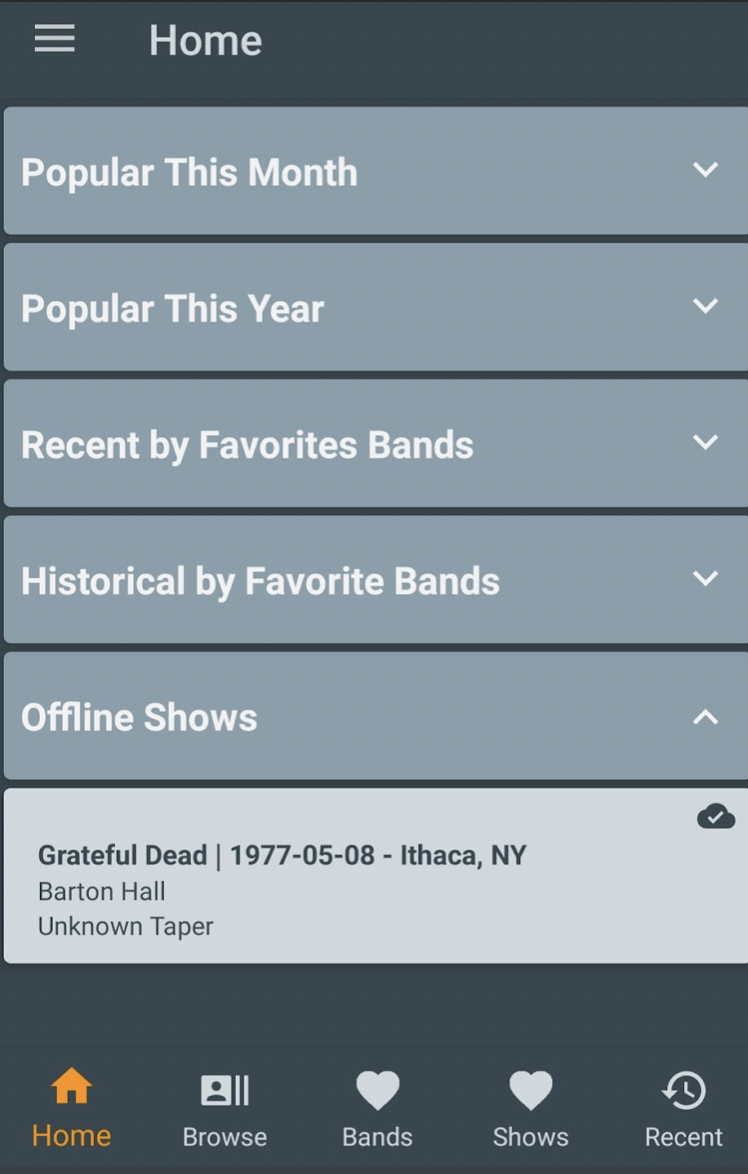 Home
Popular This Month
Popular This Year
Recent by Favorites Bands
Historical by Favorite Bands
Offline Shows
Grateful Dead | 1977-05-08 - Ithaca, NY
Barton Hall
Unknown Taper
Home
Browse
Bands
Shows
Recent